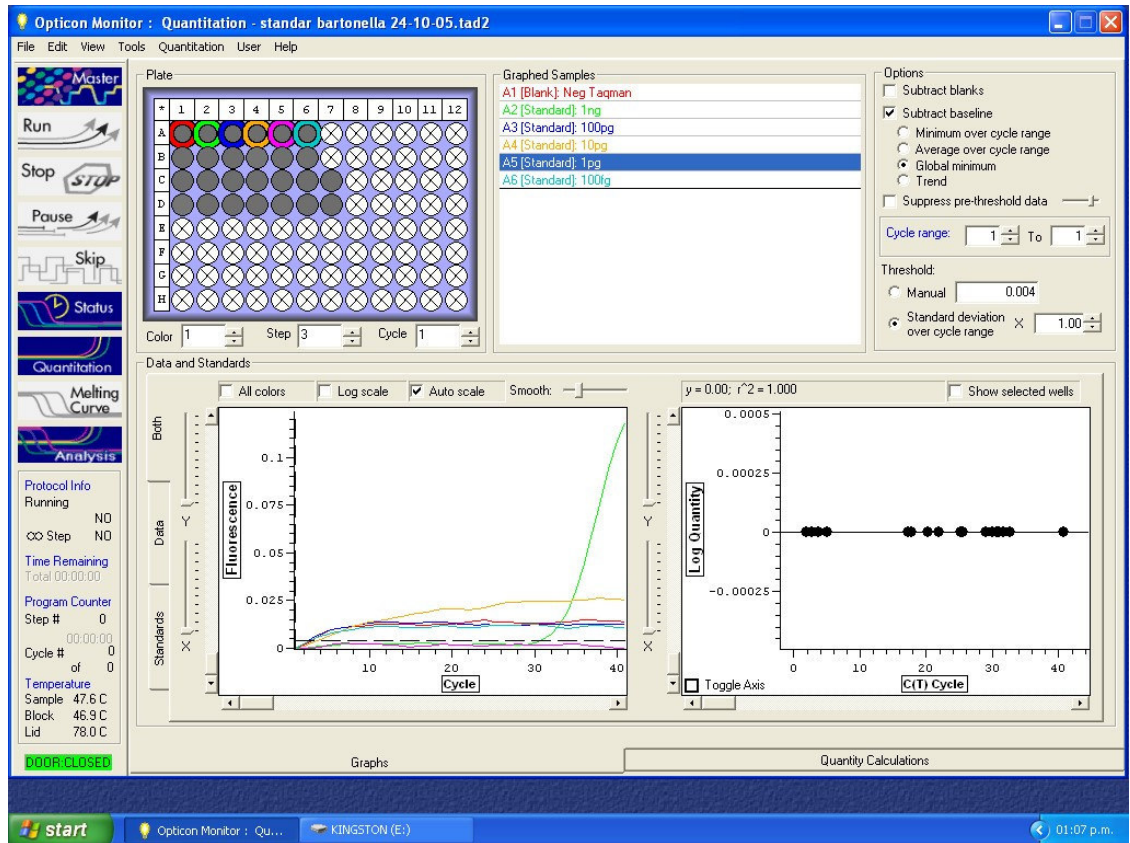 Opticon Monitor :  Quantitation - standar bartonella 24-10-05.tad2
File Edit View Tools Quantitation User Help
Master
Run
Stop STOP
Pause
Skip
Status
Quantitation
Melting
Curve
Analysis
Protocol Info
Running
NO
Step NO
Time Remaining
Total 00:00:00
Program Counter
Step # 0
00:00:00
Cycle # 0
of 0
Temperature
Sample 47.6 C
Block 46.9 C
Lid 78.0 C
DOOR:CLOSED
Plate
* 1 2 3 4 5 6 7 8 9 10 11 12
A
B
C
D
E
F
G
H
Color 1 Step 3 Cycle 1
Graphed Samples
A1 [Blank]: Neg Taqman
A2 [Standard]: 1ng
A3 [Standard]: 100pg
A4 [Standard]: 10pg
A5 [Standard]: 1pg
A6 [Standard]: 100fg
Options
Subtract blanks
Subtract baseline
Minimum over cycle range
Average over cycle range
Global minimum
Trend
Suppress pre-threshold data
Cycle range: 1 To 1
Threshold:
Manual 0.004
Standard deviation
over cycle range X 1.00
Data and Standards
Both
Data
Standards
All colors Log scale Auto scale Smooth:
Y
X
Fluorescence
0.1
0.075
0.05
0.025
0
10 20 30 40
Cycle
y = 0.00; r^2 = 1.000 Show selected wells
Y
X
Log Quantity
0.0005
0.00025
0
-0.00025
0 10 20 30 40
Toggle Axis C(T) Cycle
Graphs Quantity Calculations
start Opticon Monitor : Qu... KINGSTON (E:) 01:07 p.m.